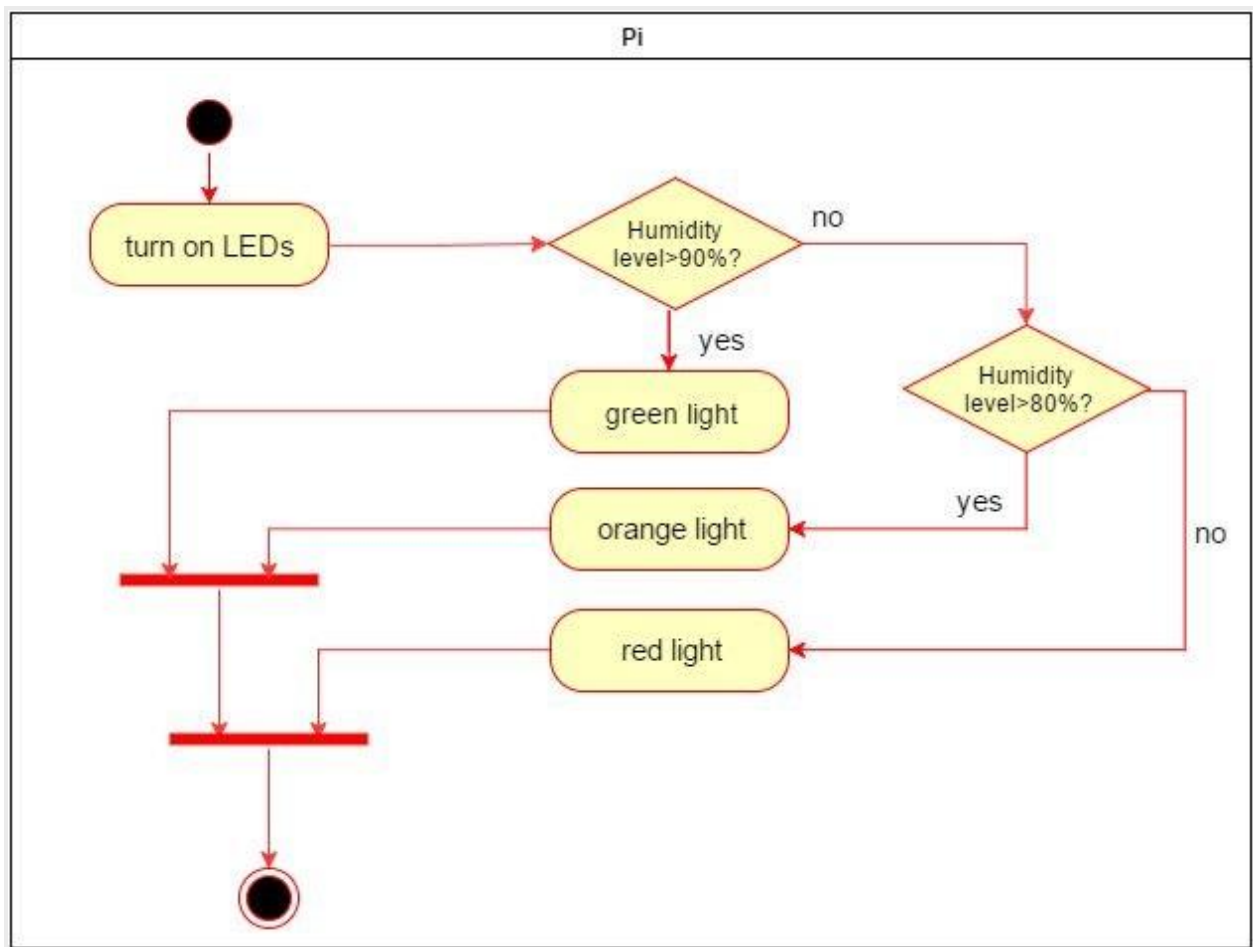 Pi
turn on LEDs
Humidity
level>90%?
no
yes
Humidity
level>80%?
green light
yes
orange light
no
red light